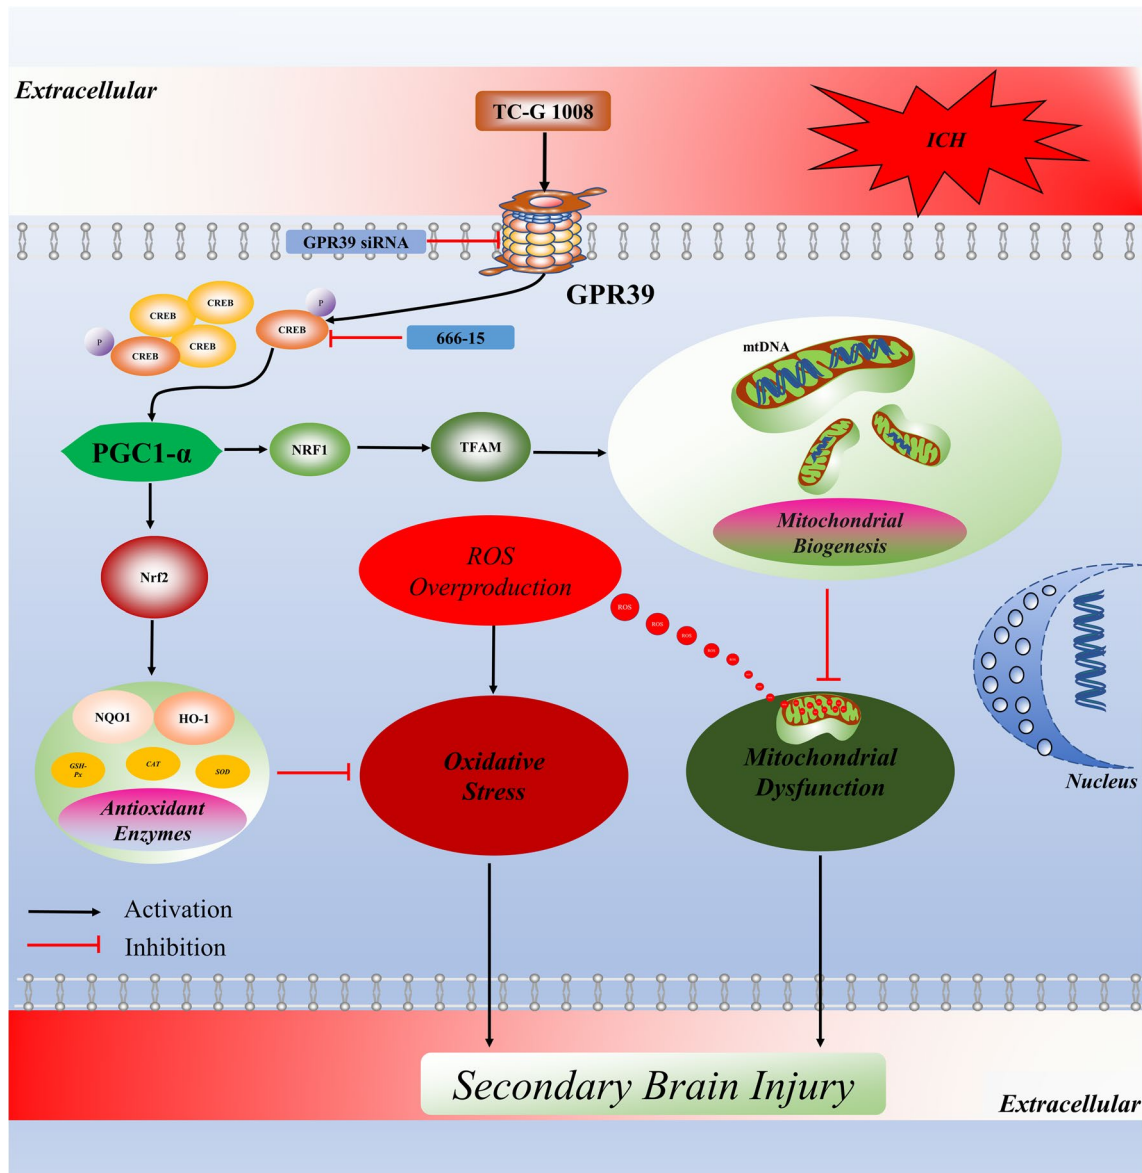 Extracellular
TC-G 1008
ICH
GPR39 siRNA
GPR39
P
CREB
CREB
CREB
P
CREB
CREB
666-15
mtDNA
PGC1-α
NRF1
TFAM
Mitochondrial
Biogenesis
ROS
Overproduction
Nrf2
ROS
ROS
ROS
ROS
ROS
NQO1
HO-1
GSH-
Px
CAT
SOD
Antioxidant
Enzymes
Oxidative
Stress
Mitochondrial
Dysfunction
Nucleus
Activation
Inhibition
Secondary Brain Injury
Extracellular